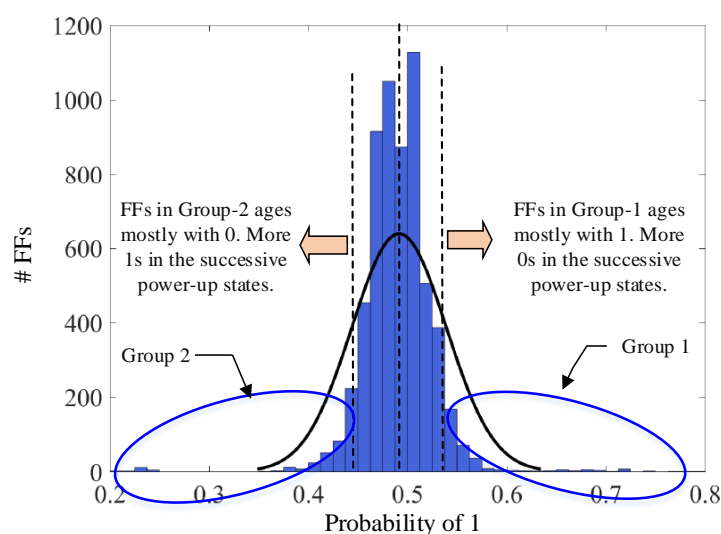 1200
1000
800
600
400
200
0
# FFs
FFs in Group-2 ages
mostly with 0. More
1s in the successive
power-up states.
FFs in Group-1 ages
mostly with 1. More
0s in the successive
power-up states.
Group 2
Group 1
0.2
0.3
0.4
0.5
0.6
0.7
0.8
Probability of 1